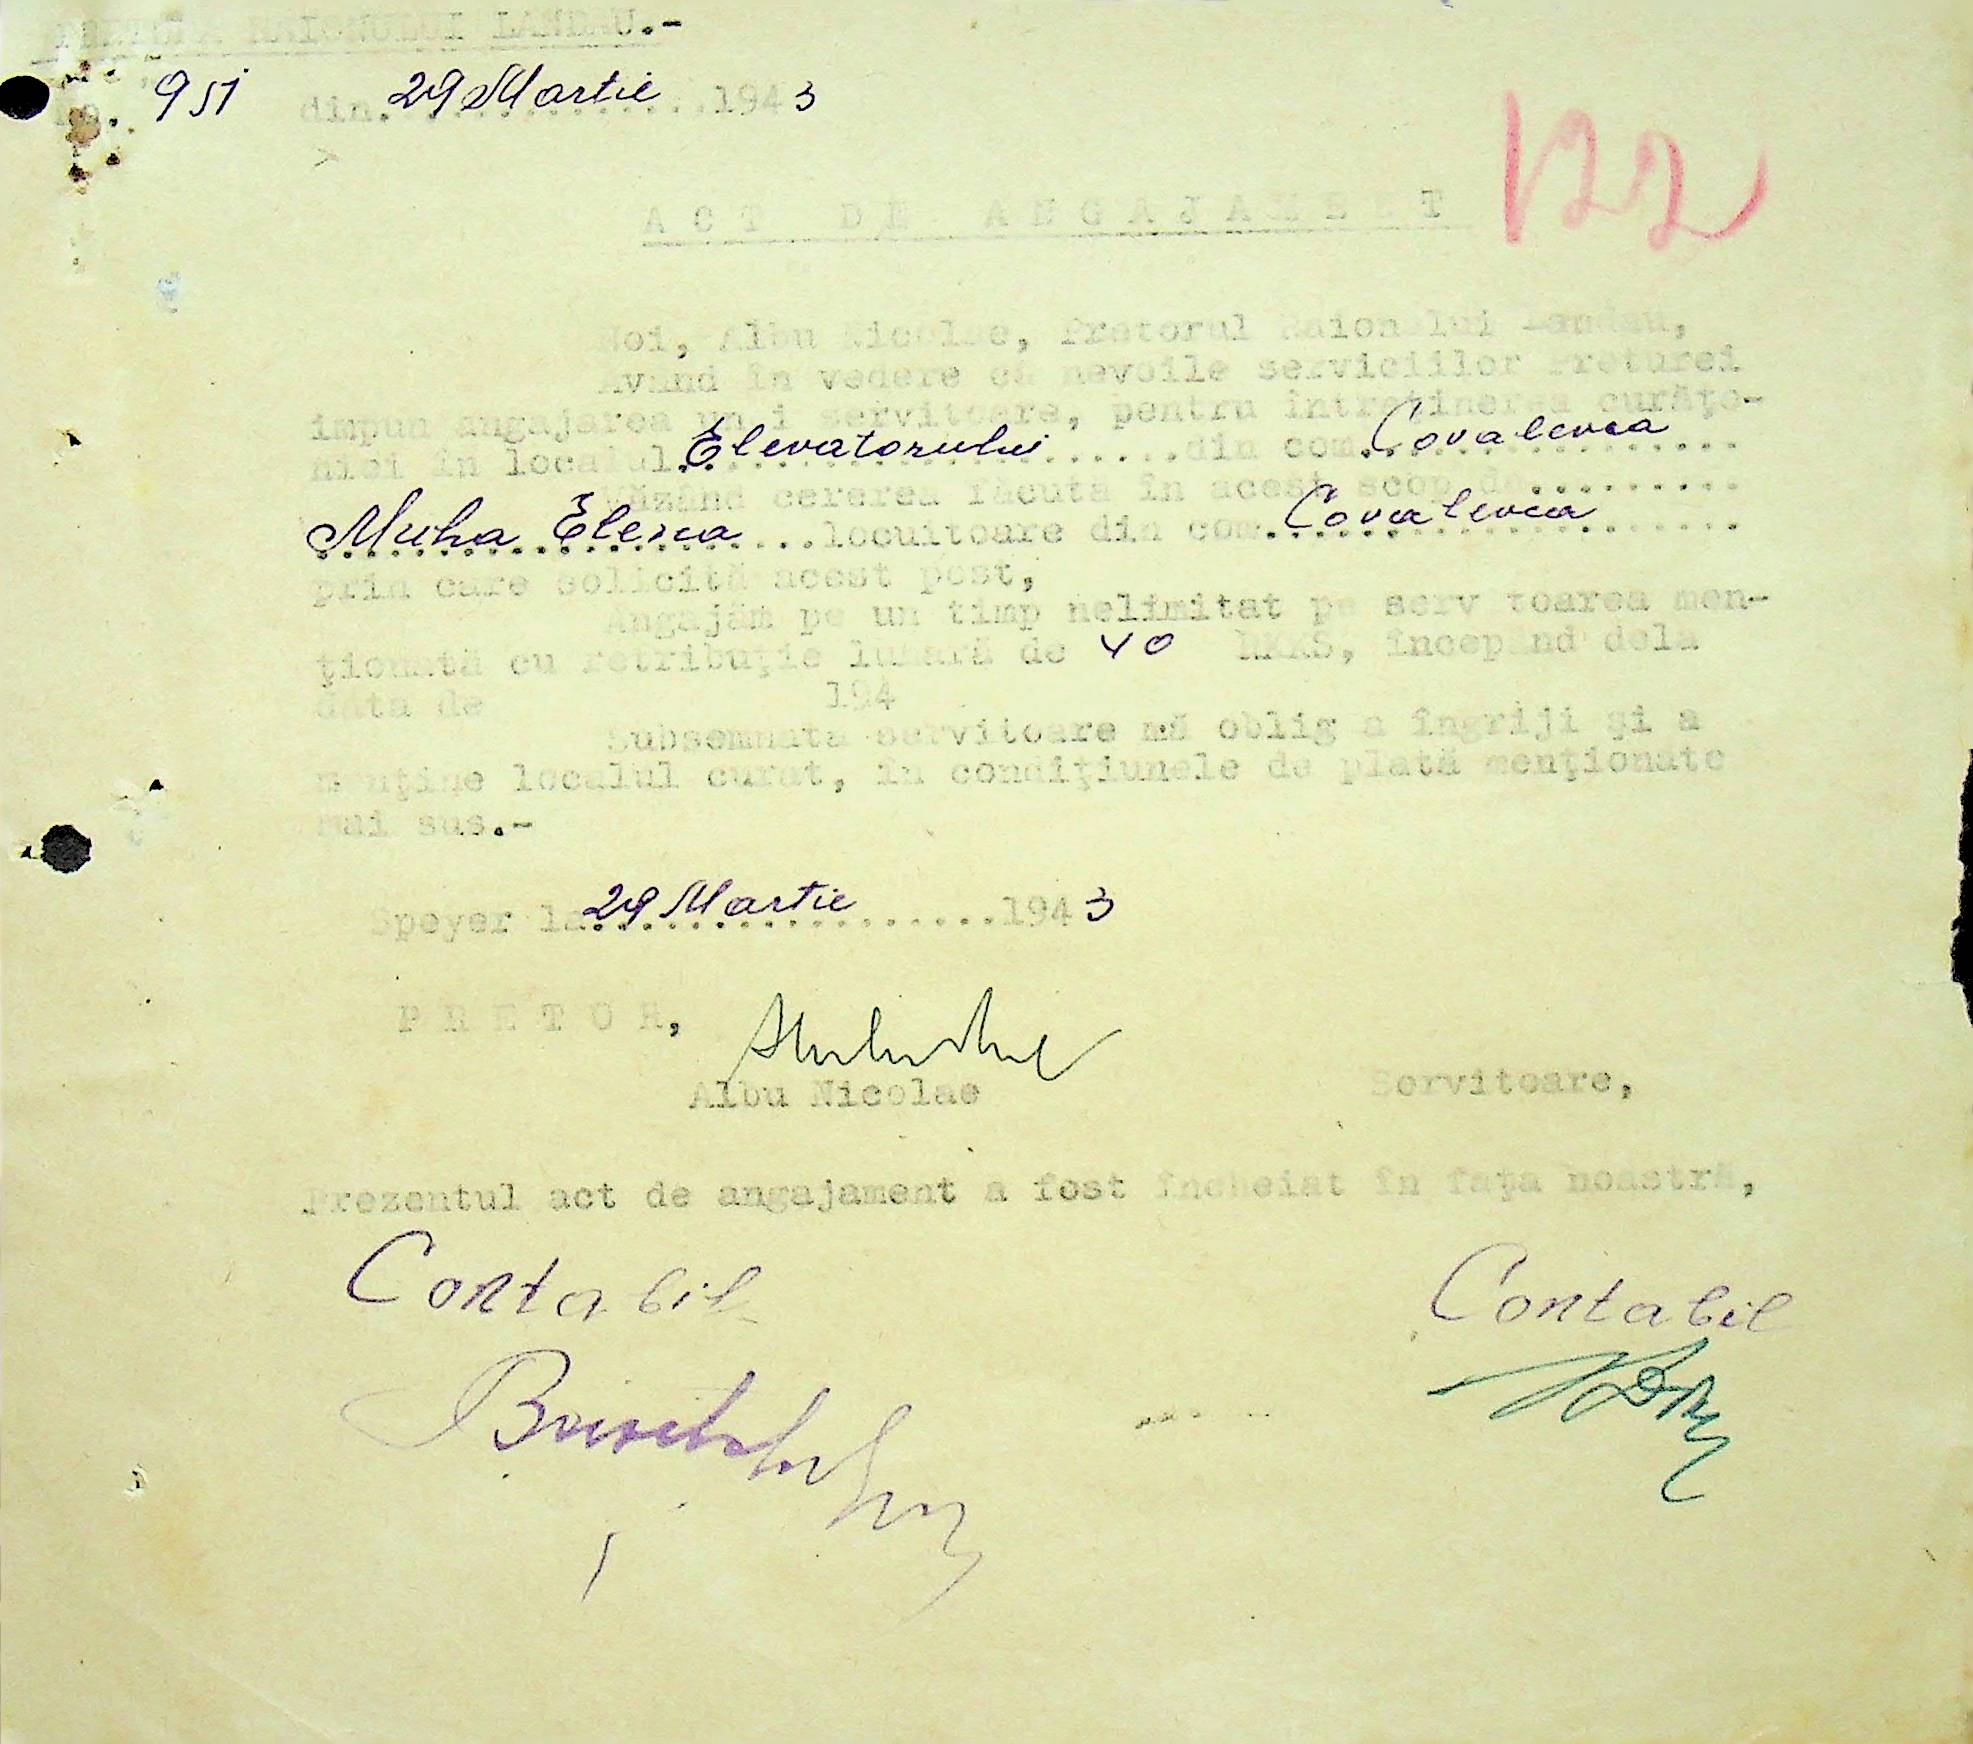 PRETURA RAIONULUI LANDAU.-
No. 951 din 29 Martie 1943
122
ACT DE ANGAJAMENT
Noi, Albu Nicolae, Pretorul Raionului Landau,
Având în vedere că nevoile serviciilor Preturei
impun angajarea unei servitoare, pentru întreţinerea curăţe-
niei în localul Elevatorului din com. Covalevca
Văzând cererea făcută în acest scop de.........
Muha Elena locuitoare din com. Covalevca
prin care solicită acest post,
Angajăm pe un timp nelimitat pe serv toarea men-
ţionată cu retribuţie lunară de 40 RKKS, începând dela
data de 194
Subsemnata servitoare mă oblig a îngriji şi a
menţine localul curat, în condiţiunele de plată menţionate
mai sus.-
Speyer la 29 Martie 1943
PRETOR,
Albu Nicolae
Servitoare,
Prezentul act de angajament a fost încheiat în faţa noastră,
Contabil Contabil